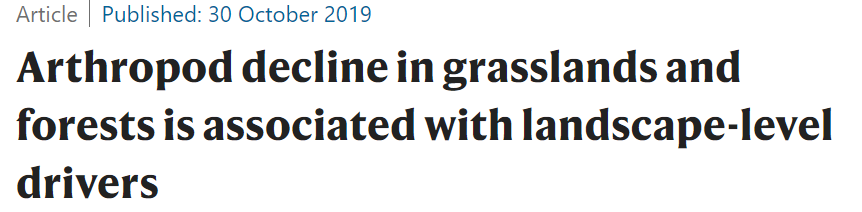 Article | Published: 30 October 2019
Arthropod decline in grasslands and
forests is associated with landscape-level
drivers